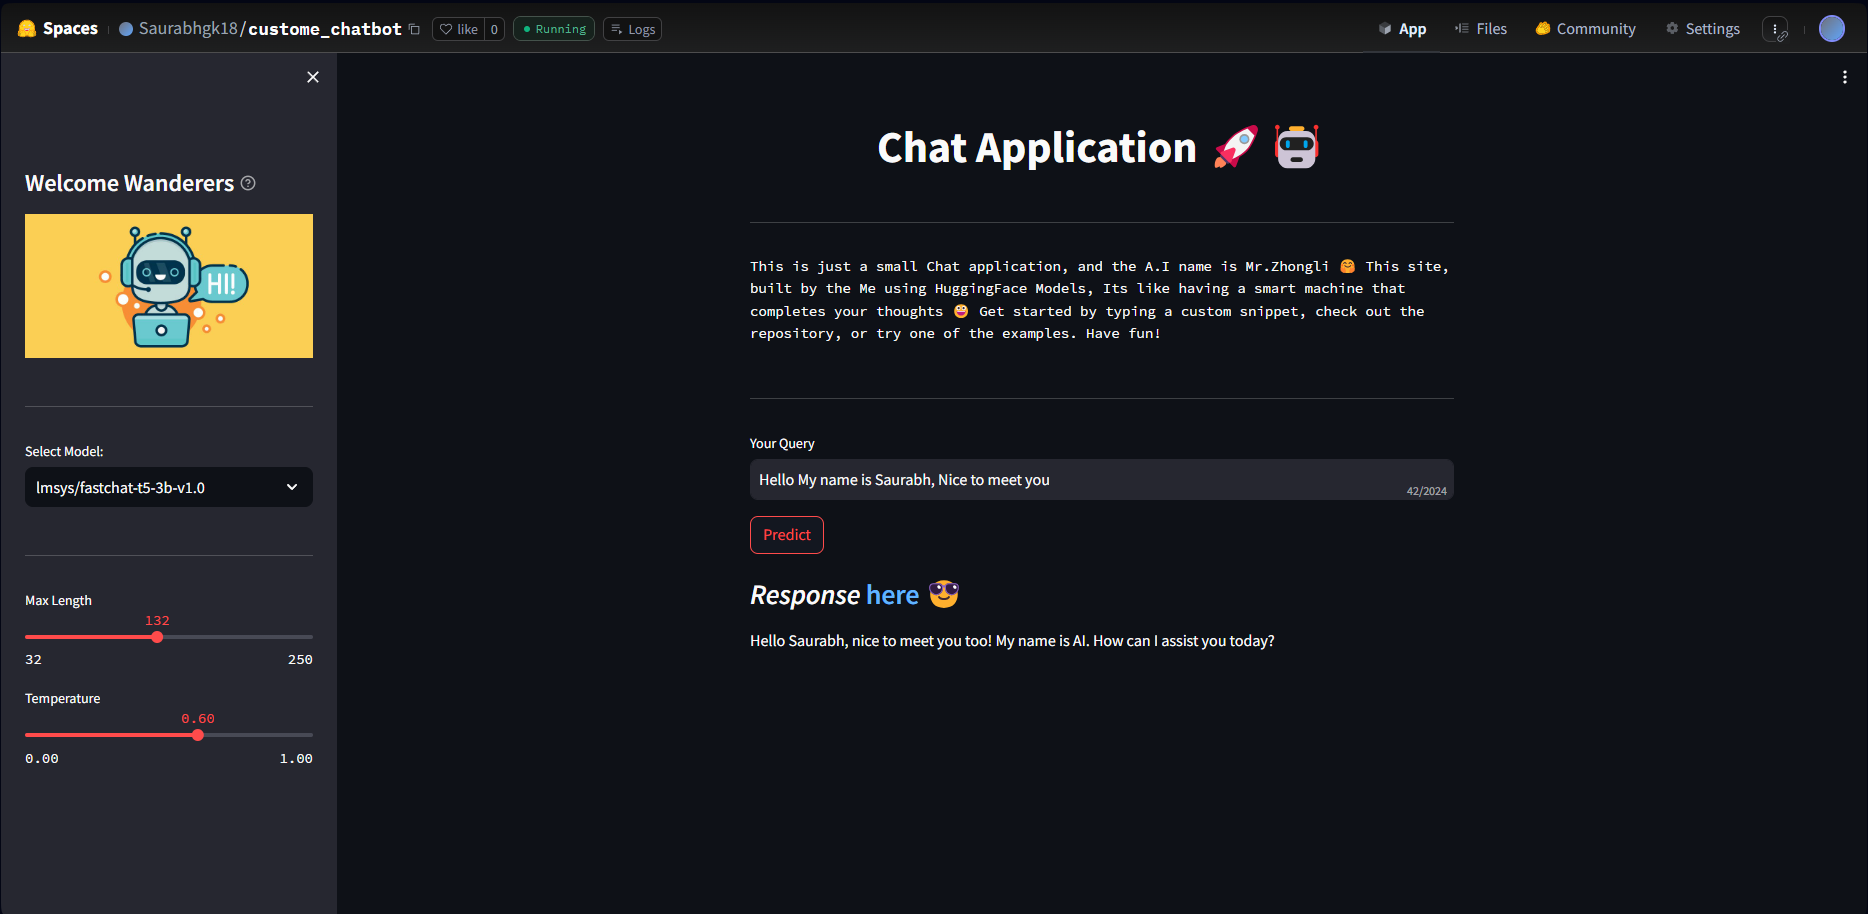 Spaces Saurabhgk18/custome_chatbot like 0 Running Logs App Files Community Settings
Welcome Wanderers
HI!
Select Model:
lmsys/fastchat-t5-3b-v1.0
Max Length
132
32 250
Temperature
0.60
0.00 1.00
Chat Application
This is just a small Chat application, and the A.I name is Mr.Zhongli 🤗 This site,
built by the Me using HuggingFace Models, Its like having a smart machine that
completes your thoughts 😀 Get started by typing a custom snippet, check out the
repository, or try one of the examples. Have fun!
Your Query
Hello My name is Saurabh, Nice to meet you
42/2024
Predict
Response here 😎
Hello Saurabh, nice to meet you too! My name is AI. How can I assist you today?